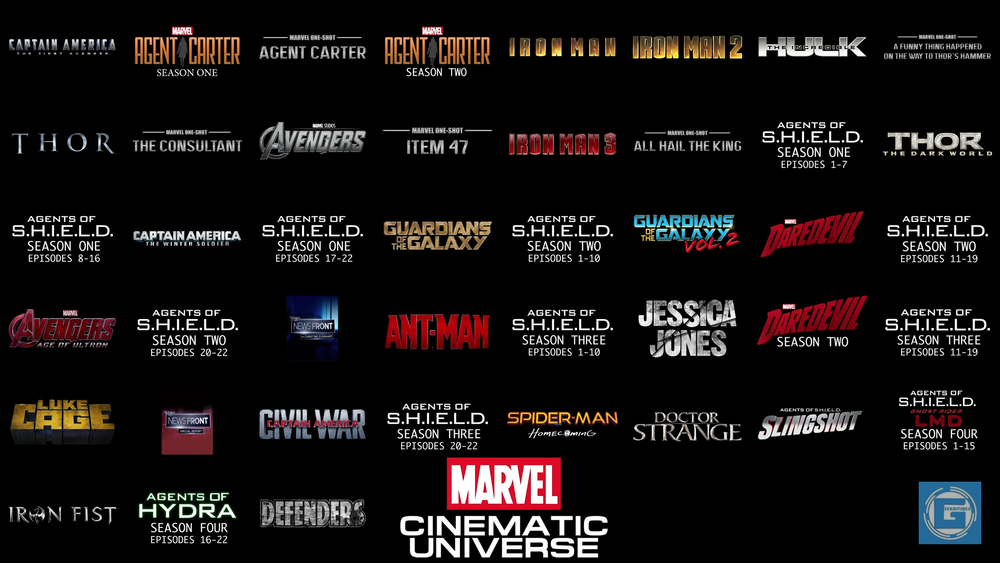 CAPTAIN AMERICA
THE FIRST AVENGER
MARVEL
AGENT CARTER
SEASON ONE
MARVEL ONE-SHOT
AGENT CARTER
MARVEL
AGENT CARTER
SEASON TWO
IRON MAN
IRON MAN 2
THE INCREDIBLE
HULK
MARVEL ONE-SHOT
A FUNNY THING HAPPENED
ON THE WAY TO THOR'S HAMMER
THOR
MARVEL ONE-SHOT
THE CONSULTANT
MARVEL STUDIOS
AVENGERS
MARVEL ONE-SHOT
ITEM 47
IRON MAN 3
MARVEL ONE-SHOT
ALL HAIL THE KING
AGENTS OF
S.H.I.E.L.D.
SEASON ONE
EPISODES 1-7
THOR
THE DARK WORLD
AGENTS OF
S.H.I.E.L.D.
SEASON ONE
EPISODES 8-16
CAPTAIN AMERICA
THE WINTER SOLDIER
AGENTS OF
S.H.I.E.L.D.
SEASON ONE
EPISODES 17-22
GUARDIANS
OF THE GALAXY
AGENTS OF
S.H.I.E.L.D.
SEASON TWO
EPISODES 1-10
GUARDIANS
OF THE GALAXY
VOL. 2
MARVEL
DAREDEVIL
AGENTS OF
S.H.I.E.L.D.
SEASON TWO
EPISODES 11-19
MARVEL
AVENGERS
AGE OF ULTRON
AGENTS OF
S.H.I.E.L.D.
SEASON TWO
EPISODES 20-22
NEWSFRONT
ANT-MAN
AGENTS OF
S.H.I.E.L.D.
SEASON THREE
EPISODES 1-10
JESSICA
JONES
MARVEL
DAREDEVIL
SEASON TWO
AGENTS OF
S.H.I.E.L.D.
SEASON THREE
EPISODES 11-19
LUKE
CAGE
NEWSFRONT
SPECIAL REPORT
CIVIL WAR
CAPTAIN AMERICA
AGENTS OF
S.H.I.E.L.D.
SEASON THREE
EPISODES 20-22
SPIDER-MAN
HOMECOMING
DOCTOR
STRANGE
AGENTS OF S.H.I.E.L.D.
SLINGSHOT
AGENTS OF
S.H.I.E.L.D.
GHOST RIDER
LMD
SEASON FOUR
EPISODES 1-15
IRON FIST
AGENTS OF
HYDRA
SEASON FOUR
EPISODES 16-22
DEFENDERS
MARVEL
CINEMATIC
UNIVERSE
G